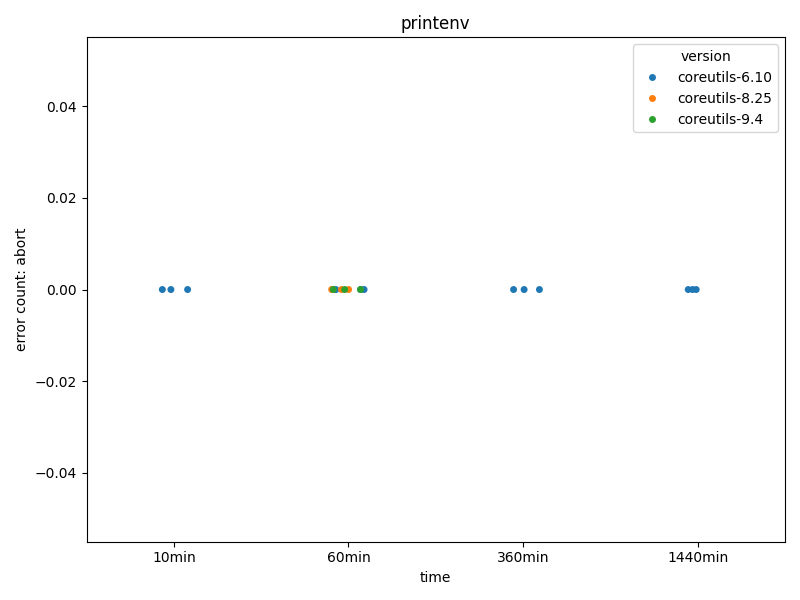 printenv
version
coreutils-6.10
coreutils-8.25
coreutils-9.4
error count: abort
0.04
0.02
0.00
−0.02
−0.04
10min
60min
360min
1440min
time